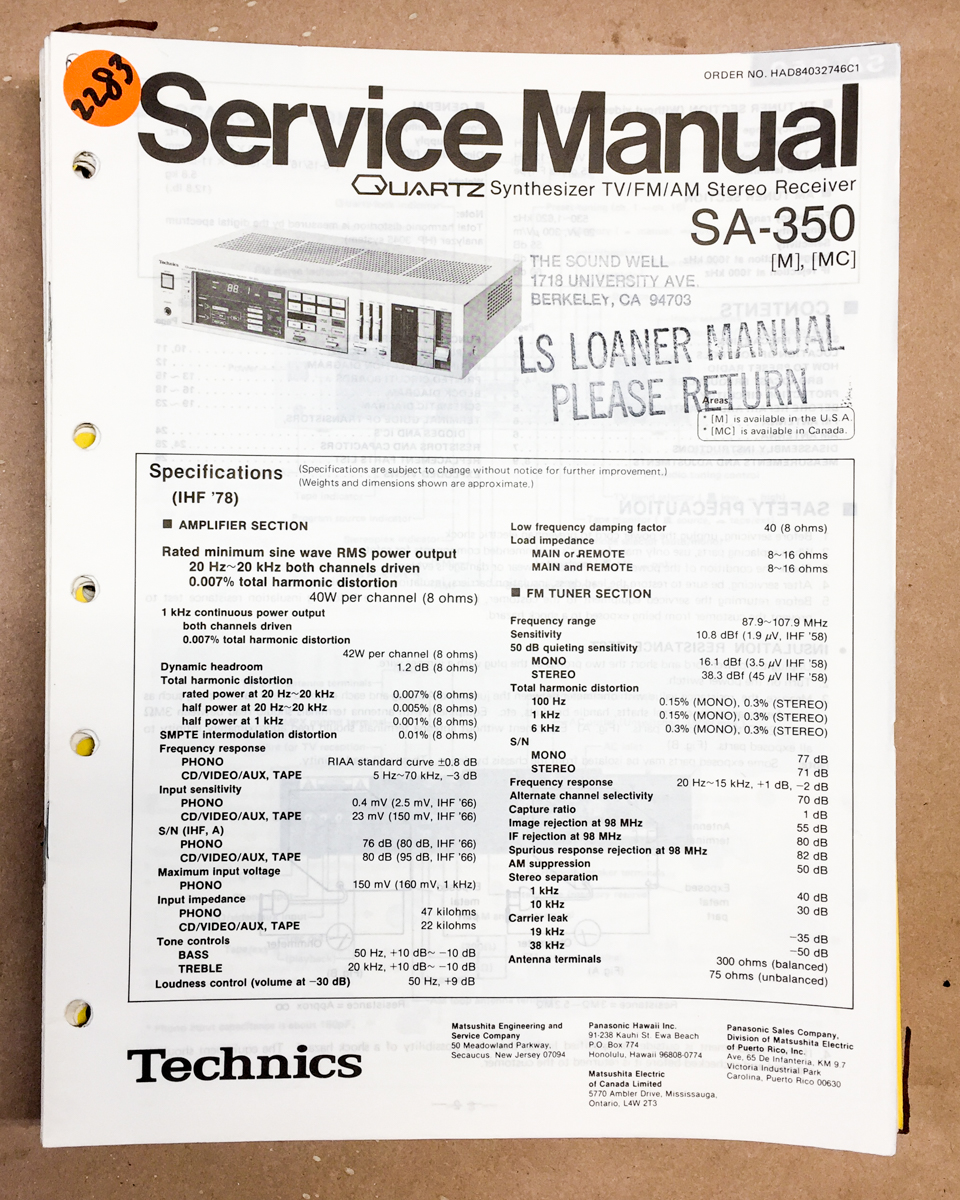 2283
ORDER NO. HAD84032746C1
Service Manual
QUARTZ Synthesizer TV/FM/AM Stereo Receiver
SA-350
[M], [MC]
Technics
88 1
THE SOUND WELL
1718 UNIVERSITY AVE.
BERKELEY, CA 94703
LS LOANER MANUAL
PLEASE RETURN
Areas
* [M] is available in the U.S.A.
* [MC] is available in Canada.
Specifications (Specifications are subject to change without notice for further improvement.)
(IHF '78) (Weights and dimensions shown are approximate.)
■ AMPLIFIER SECTION
Rated minimum sine wave RMS power output
20 Hz~20 kHz both channels driven
0.007% total harmonic distortion
40W per channel (8 ohms)
1 kHz continuous power output
both channels driven
0.007% total harmonic distortion
42W per channel (8 ohms)
Dynamic headroom 1.2 dB (8 ohms)
Total harmonic distortion
rated power at 20 Hz~20 kHz 0.007% (8 ohms)
half power at 20 Hz~20 kHz 0.005% (8 ohms)
half power at 1 kHz 0.001% (8 ohms)
SMPTE intermodulation distortion 0.01% (8 ohms)
Frequency response
PHONO RIAA standard curve ±0.8 dB
CD/VIDEO/AUX, TAPE 5 Hz~70 kHz, −3 dB
Input sensitivity
PHONO 0.4 mV (2.5 mV, IHF '66)
CD/VIDEO/AUX, TAPE 23 mV (150 mV, IHF '66)
S/N (IHF, A)
PHONO 76 dB (80 dB, IHF '66)
CD/VIDEO/AUX, TAPE 80 dB (95 dB, IHF '66)
Maximum input voltage
PHONO 150 mV (160 mV, 1 kHz)
Input impedance
PHONO 47 kilohms
CD/VIDEO/AUX, TAPE 22 kilohms
Tone controls
BASS 50 Hz, +10 dB~ −10 dB
TREBLE 20 kHz, +10 dB~ −10 dB
Loudness control (volume at −30 dB) 50 Hz, +9 dB
Low frequency damping factor 40 (8 ohms)
Load impedance
MAIN or REMOTE 8~16 ohms
MAIN and REMOTE 8~16 ohms
■ FM TUNER SECTION
Frequency range 87.9~107.9 MHz
Sensitivity 10.8 dBf (1.9 µV, IHF '58)
50 dB quieting sensitivity
MONO 16.1 dBf (3.5 µV IHF '58)
STEREO 38.3 dBf (45 µV IHF '58)
Total harmonic distortion
100 Hz 0.15% (MONO), 0.3% (STEREO)
1 kHz 0.15% (MONO), 0.3% (STEREO)
6 kHz 0.3% (MONO), 0.3% (STEREO)
S/N
MONO 77 dB
STEREO 71 dB
Frequency response 20 Hz~15 kHz, +1 dB, −2 dB
Alternate channel selectivity 70 dB
Capture ratio 1 dB
Image rejection at 98 MHz 55 dB
IF rejection at 98 MHz 80 dB
Spurious response rejection at 98 MHz 82 dB
AM suppression 50 dB
Stereo separation
1 kHz 40 dB
10 kHz 30 dB
Carrier leak
19 kHz −35 dB
38 kHz −50 dB
Antenna terminals 300 ohms (balanced)
75 ohms (unbalanced)
Technics
Matsushita Engineering and
Service Company
50 Meadowland Parkway,
Secaucus New Jersey 07094
Panasonic Hawaii Inc.
91-238 Kauhi St. Ewa Beach
P.O. Box 774
Honolulu, Hawaii 96808-0774
Matsushita Electric
of Canada Limited
5770 Ambler Drive, Mississauga,
Ontario, L4W 2T3
Panasonic Sales Company,
Division of Matsushita Electric
of Puerto Rico, Inc.
Ave. 65 De Infanteria, KM 9.7
Victoria Industrial Park
Carolina, Puerto Rico 00630